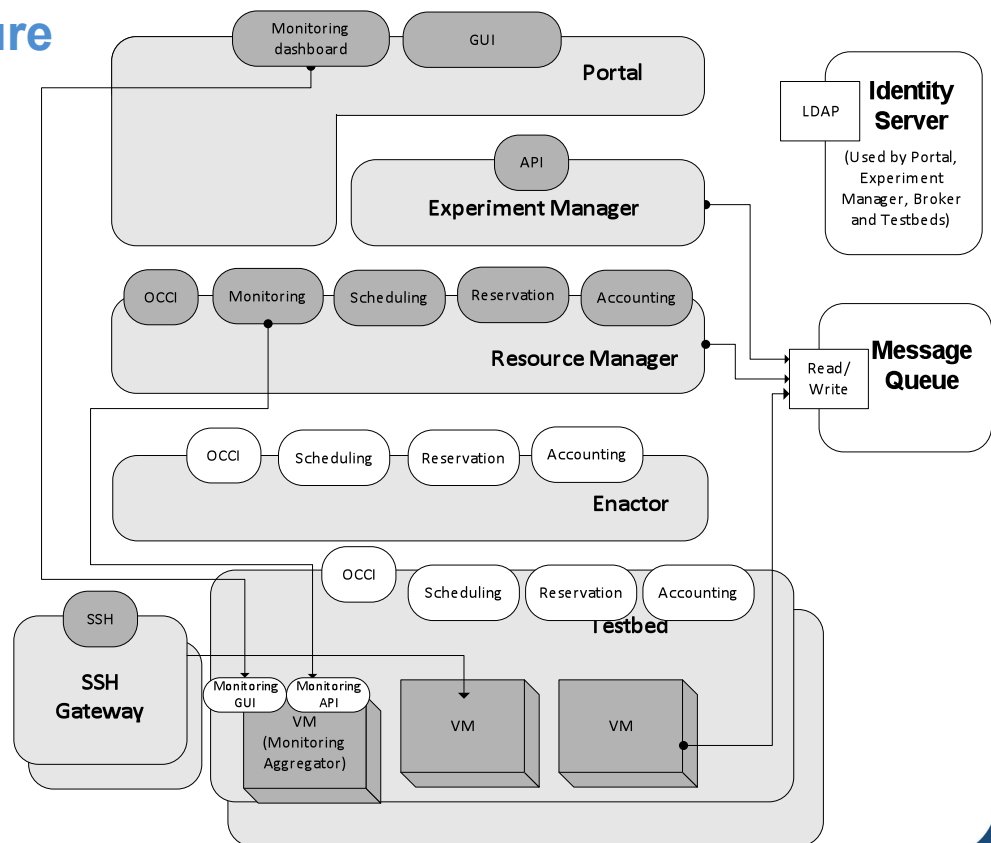 ure
Monitoring
dashboard
GUI
Portal
API
Experiment Manager
LDAP
Identity
Server
(Used by Portal,
Experiment
Manager, Broker
and Testbeds)
OCCI
Monitoring
Scheduling
Reservation
Accounting
Resource Manager
Read/
Write
Message
Queue
OCCI
Scheduling
Reservation
Accounting
Enactor
OCCI
Scheduling
Reservation
Accounting
Testbed
SSH
SSH
Gateway
Monitoring
GUI
Monitoring
API
VM
(Monitoring
Aggregator)
VM
VM